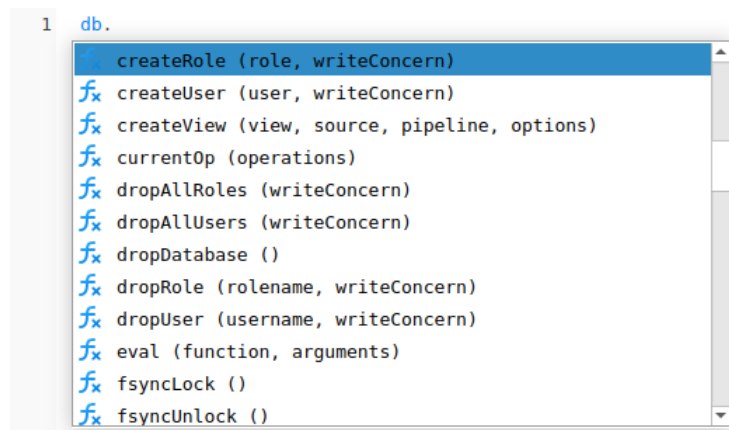 1 db.
createRole (role, writeConcern)
createUser (user, writeConcern)
createView (view, source, pipeline, options)
currentOp (operations)
dropAllRoles (writeConcern)
dropAllUsers (writeConcern)
dropDatabase ()
dropRole (rolename, writeConcern)
dropUser (username, writeConcern)
eval (function, arguments)
fsyncLock ()
fsyncUnlock ()